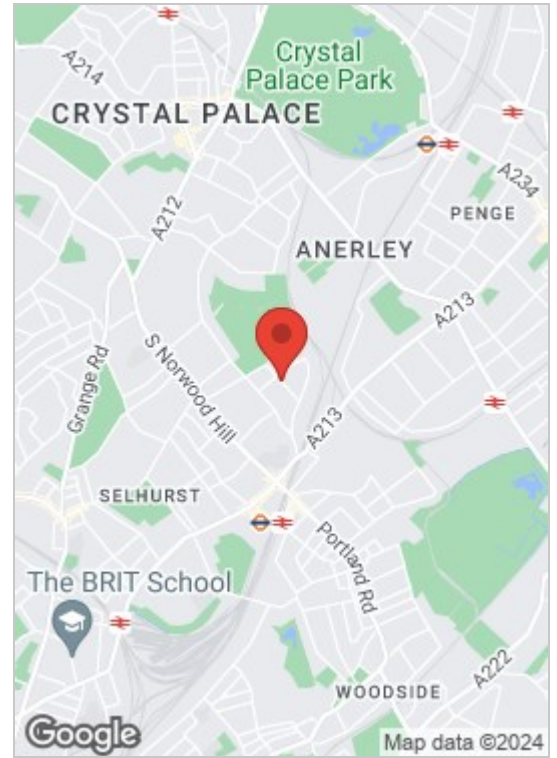 A214
Crystal
Palace Park
CRYSTAL PALACE
A234
A212
PENGE
ANERLEY
A213
Grange Rd
S Norwood Hill
A213
SELHURST
Portland Rd
The BRIT School
A222
WOODSIDE
Google
Map data ©2024